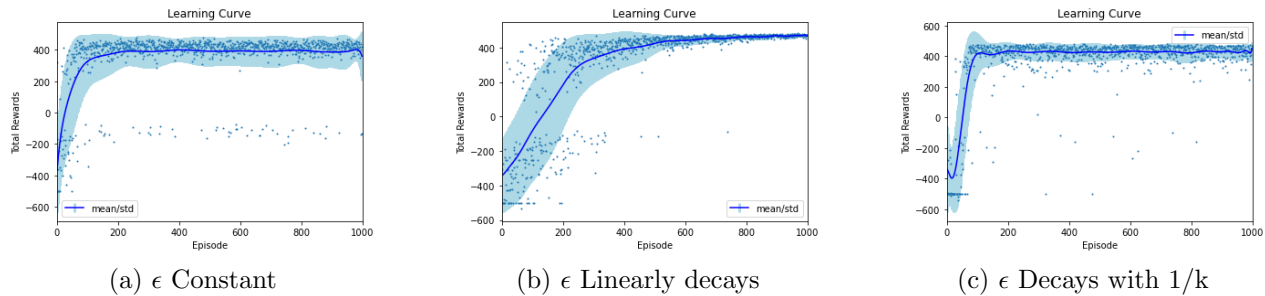 Learning Curve
Total Rewards
400
200
0
−200
−400
−600
mean/std
0 200 400 600 800 1000
Episode
(a) ϵ Constant
Learning Curve
Total Rewards
400
200
0
−200
−400
−600
mean/std
0 200 400 600 800 1000
Episode
(b) ϵ Linearly decays
Learning Curve
Total Rewards
600
400
200
0
−200
−400
−600
mean/std
0 200 400 600 800 1000
Episode
(c) ϵ Decays with 1/k